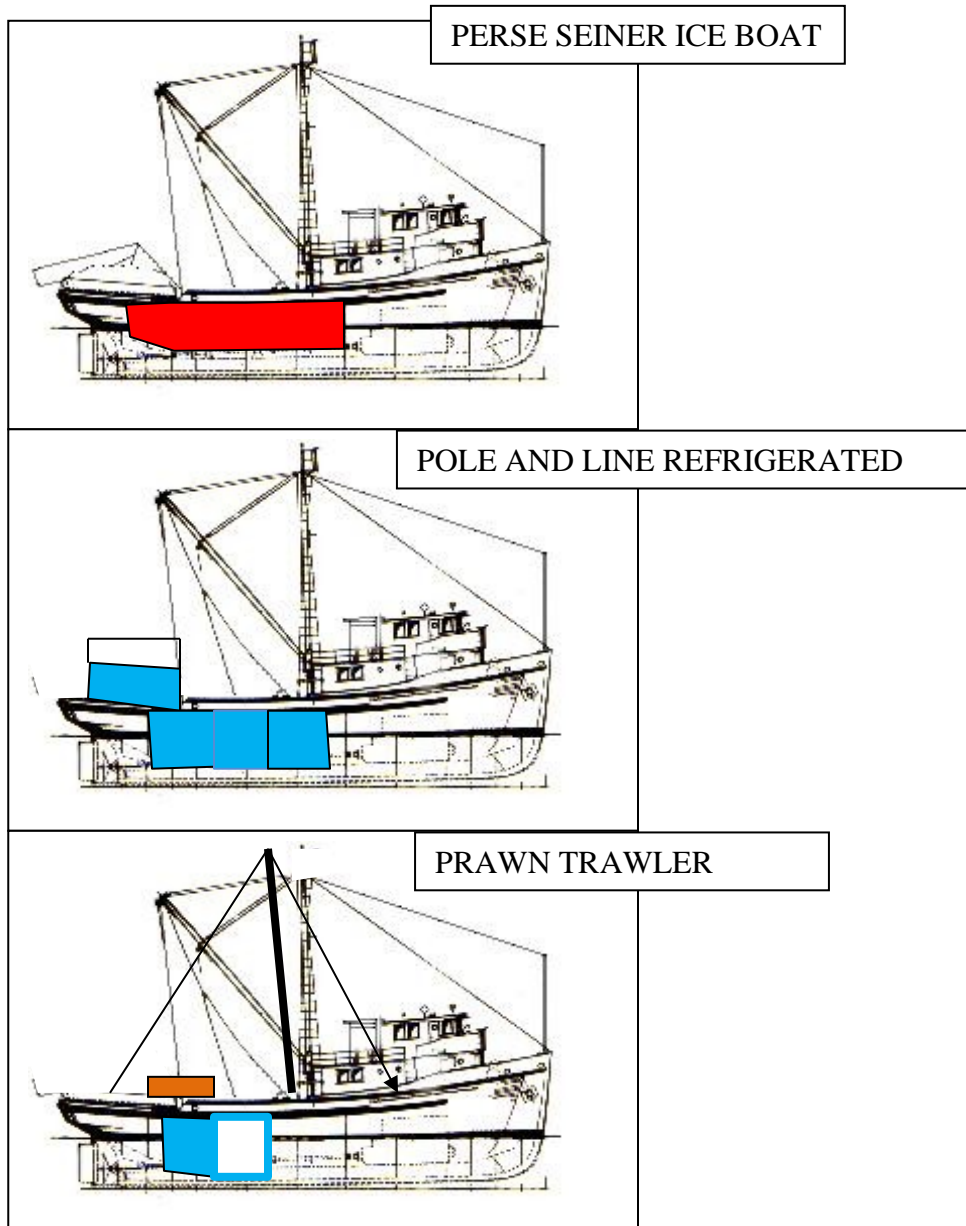 PERSE SEINER ICE BOAT
POLE AND LINE REFRIGERATED
PRAWN TRAWLER